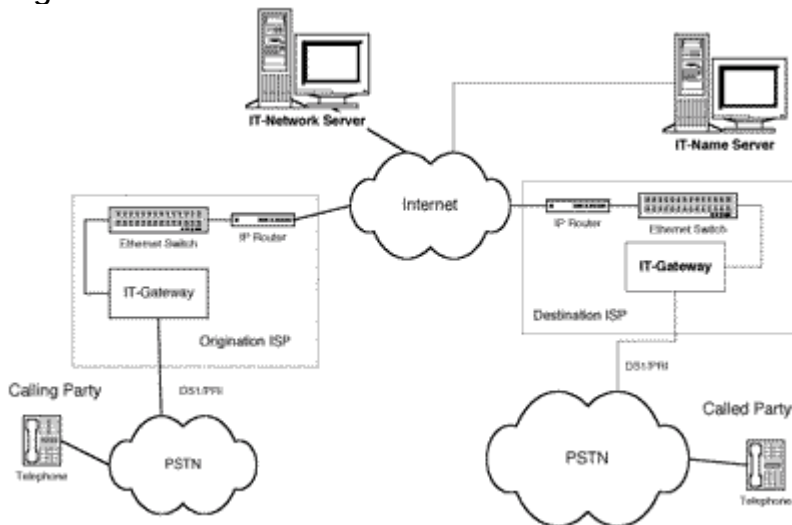 IT-Network Server
IT-Name Server
Internet
Ethernet Switch
IP Router
IP Router
Ethernet Switch
IT-Gateway
IT-Gateway
Origination ISP
Destination ISP
DS1/PRI
DS1/PRI
Calling Party
Called Party
PSTN
PSTN
Telephone
Telephone